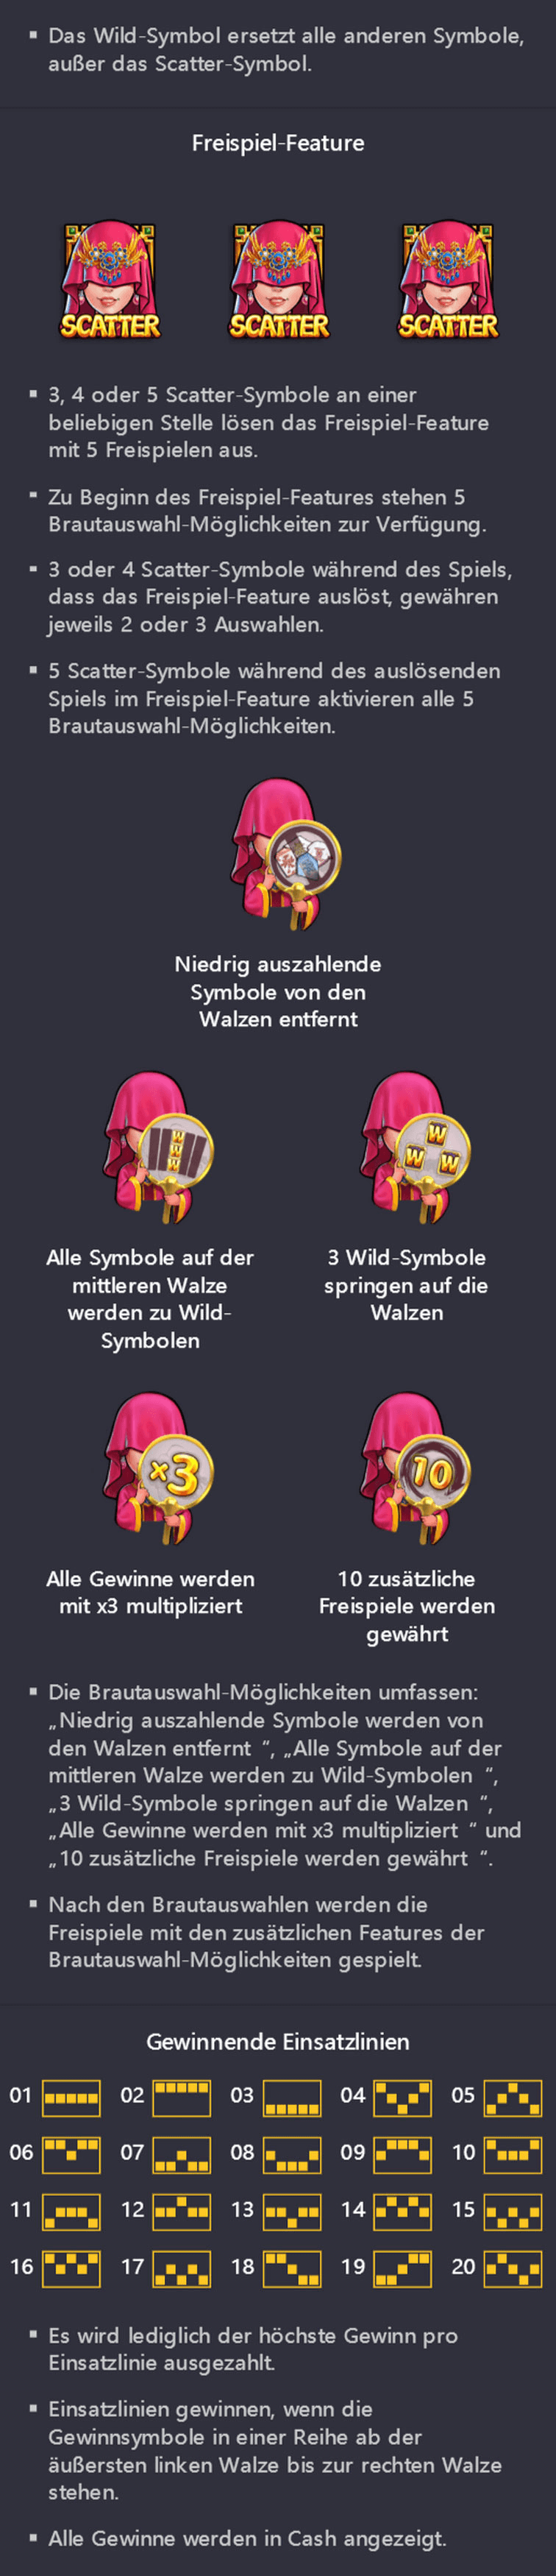 ▪ Das Wild-Symbol ersetzt alle anderen Symbole,
außer das Scatter-Symbol.
Freispiel-Feature
SCATTER SCATTER SCATTER
▪ 3, 4 oder 5 Scatter-Symbole an einer
beliebigen Stelle lösen das Freispiel-Feature
mit 5 Freispielen aus.
▪ Zu Beginn des Freispiel-Features stehen 5
Brautauswahl-Möglichkeiten zur Verfügung.
▪ 3 oder 4 Scatter-Symbole während des Spiels,
dass das Freispiel-Feature auslöst, gewähren
jeweils 2 oder 3 Auswahlen.
▪ 5 Scatter-Symbole während des auslösenden
Spiels im Freispiel-Feature aktivieren alle 5
Brautauswahl-Möglichkeiten.
Niedrig auszahlende
Symbole von den
Walzen entfernt
W
W
W
Alle Symbole auf der
mittleren Walze
werden zu Wild-
Symbolen
W
W W
3 Wild-Symbole
springen auf die
Walzen
x3
Alle Gewinne werden
mit x3 multipliziert
10
10 zusätzliche
Freispiele werden
gewährt
▪ Die Brautauswahl-Möglichkeiten umfassen:
„Niedrig auszahlende Symbole werden von
den Walzen entfernt “, „Alle Symbole auf der
mittleren Walze werden zu Wild-Symbolen “,
„3 Wild-Symbole springen auf die Walzen “,
„Alle Gewinne werden mit x3 multipliziert “ und
„10 zusätzliche Freispiele werden gewährt “.
▪ Nach den Brautauswahlen werden die
Freispiele mit den zusätzlichen Features der
Brautauswahl-Möglichkeiten gespielt.
Gewinnende Einsatzlinien
01 02 03 04 05
06 07 08 09 10
11 12 13 14 15
16 17 18 19 20
▪ Es wird lediglich der höchste Gewinn pro
Einsatzlinie ausgezahlt.
▪ Einsatzlinien gewinnen, wenn die
Gewinnsymbole in einer Reihe ab der
äußersten linken Walze bis zur rechten Walze
stehen.
▪ Alle Gewinne werden in Cash angezeigt.